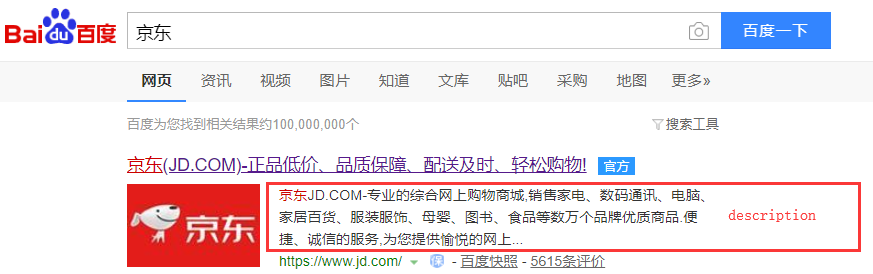 Bai du 百度
京东
百度一下
网页 资讯 视频 图片 知道 文库 贴吧 采购 地图 更多»
百度为您找到相关结果约100,000,000个
搜索工具
京东(JD.COM)-正品低价、品质保障、配送及时、轻松购物! 官方
京东JD.COM-专业的综合网上购物商城,销售家电、数码通讯、电脑、
家居百货、服装服饰、母婴、图书、食品等数万个品牌优质商品.便
捷、诚信的服务,为您提供愉悦的网上...
description
京东
https://www.jd.com/ 保 - 百度快照 - 5615条评价